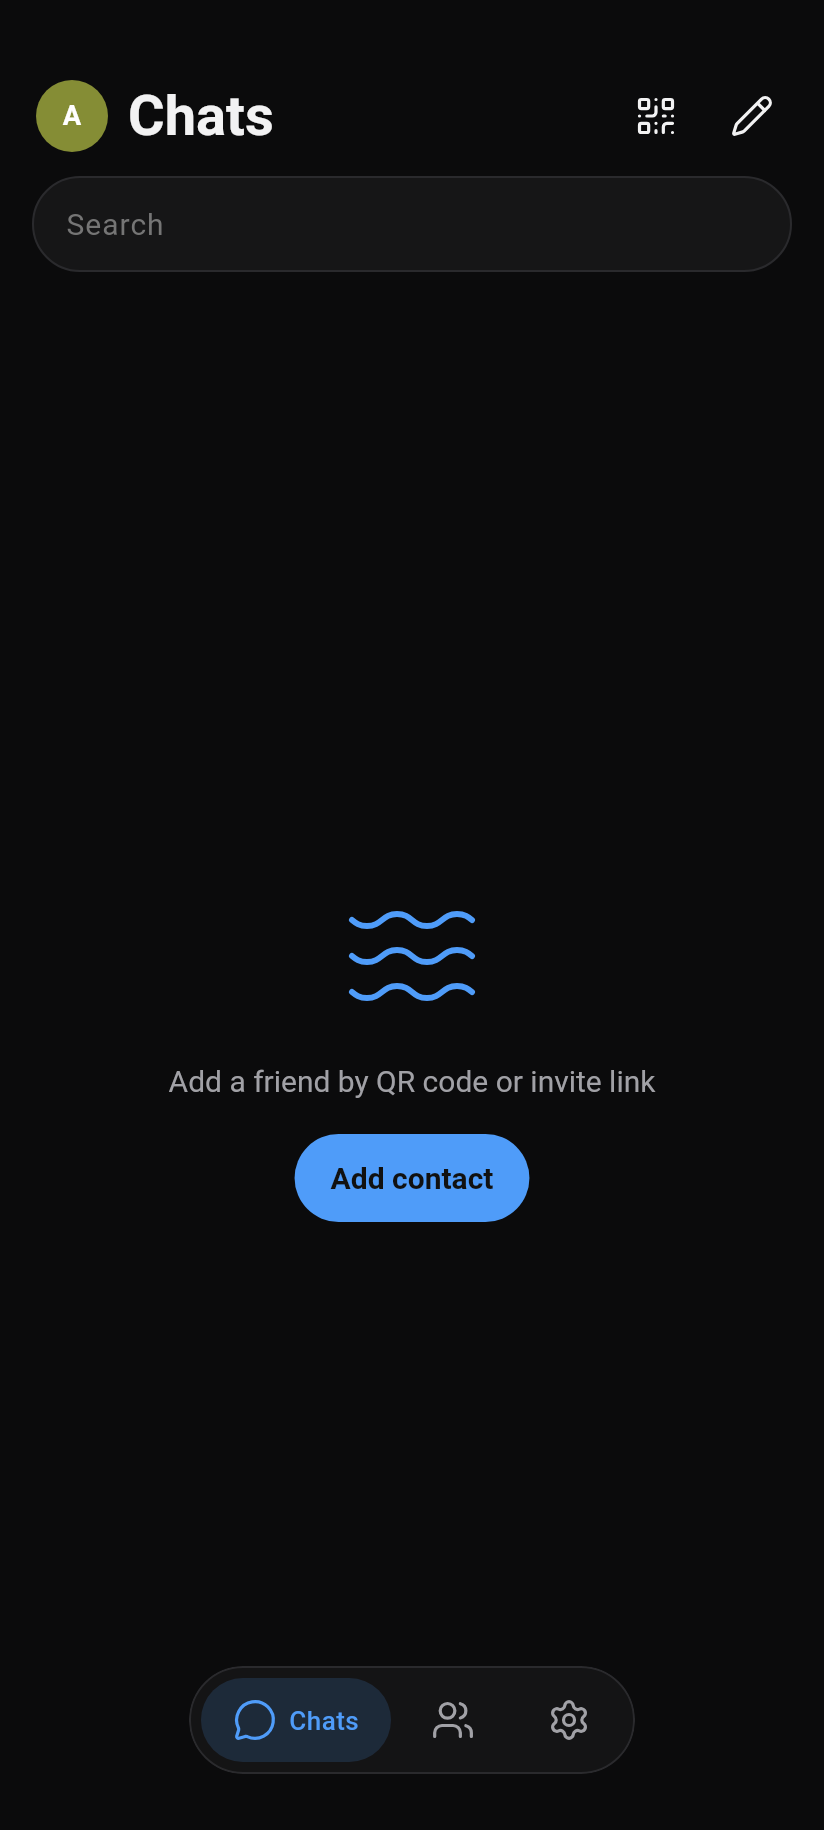 A
Chats
Search
Add a friend by QR code or invite link
Add contact
Chats